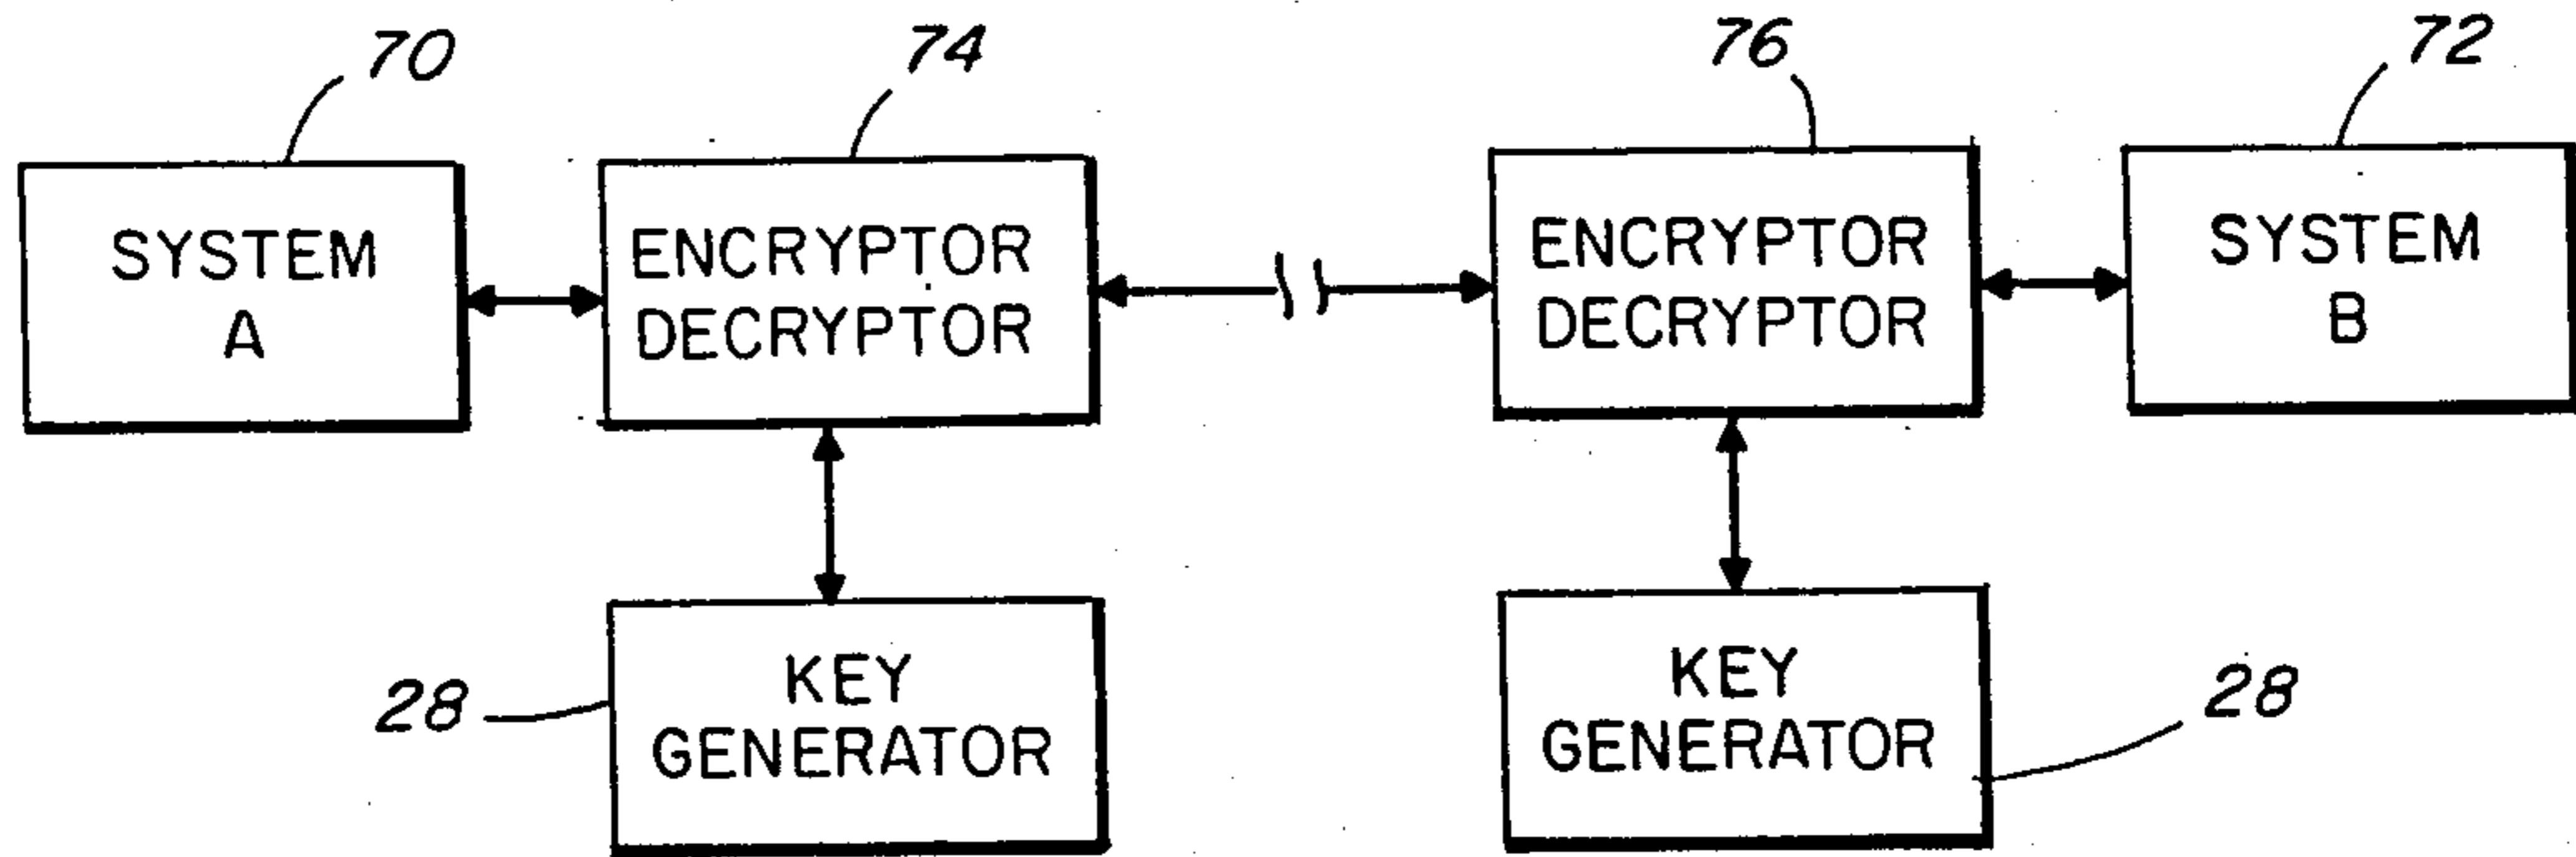 70
74
76
72
SYSTEM
A
ENCRYPTOR
DECRYPTOR
ENCRYPTOR
DECRYPTOR
SYSTEM
B
28
KEY
GENERATOR
KEY
GENERATOR
28